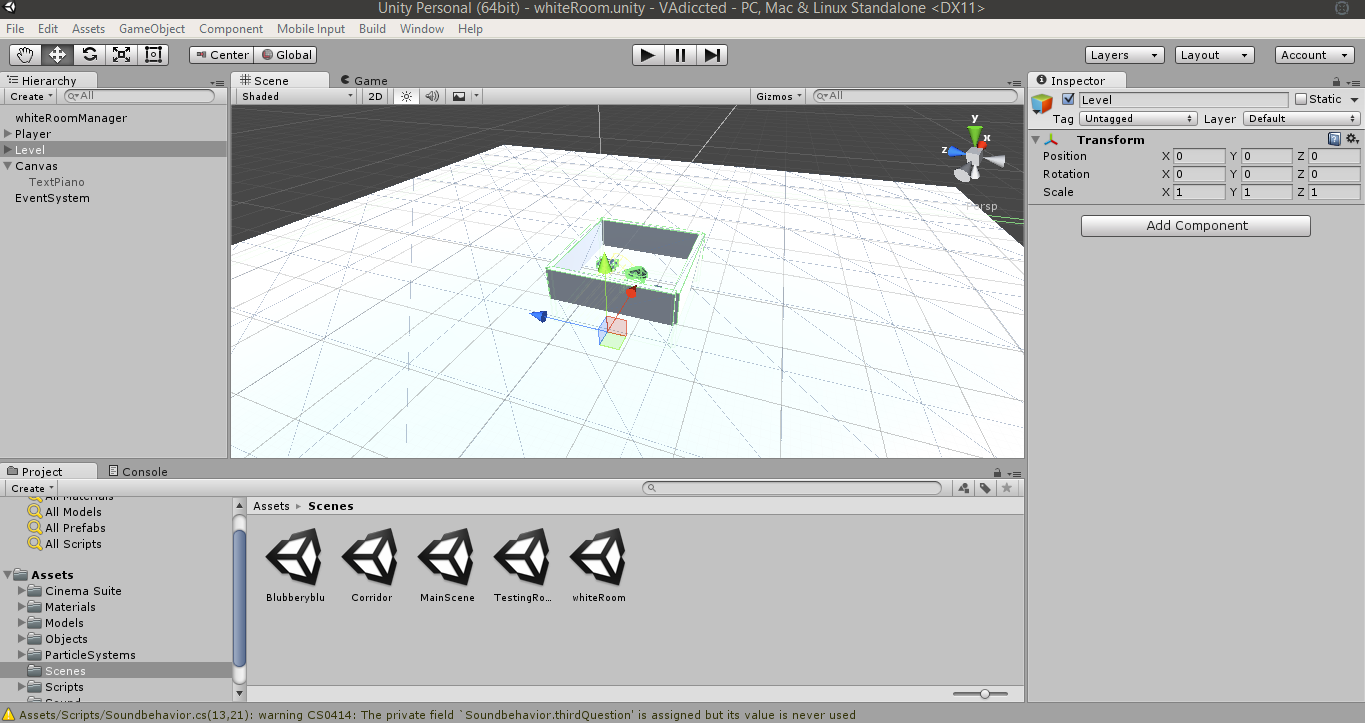 Unity Personal (64bit) - whiteRoom.unity - VAdiccted - PC, Mac & Linux Standalone <DX11>
File Edit Assets GameObject Component Mobile Input Build Window Help
Center Global Layers Layout Account
Hierarchy
Create All
whiteRoomManager
Player
Level
Canvas
TextPiano
EventSystem
Scene Game
Shaded 2D Gizmos All
y
x
z
Persp
Inspector
Level Static
Tag Untagged Layer Default
Transform
Position X 0 Y 0 Z 0
Rotation X 0 Y 0 Z 0
Scale X 1 Y 1 Z 1
Add Component
Project Console
Create
All Materials
All Models
All Prefabs
All Scripts
Assets
Cinema Suite
Materials
Models
Objects
ParticleSystems
Scenes
Scripts
Sound
Assets ▸ Scenes
Blubberyblu Corridor MainScene TestingRo... whiteRoom
Assets/Scripts/Soundbehavior.cs(13,21): warning CS0414: The private field `Soundbehavior.thirdQuestion' is assigned but its value is never used